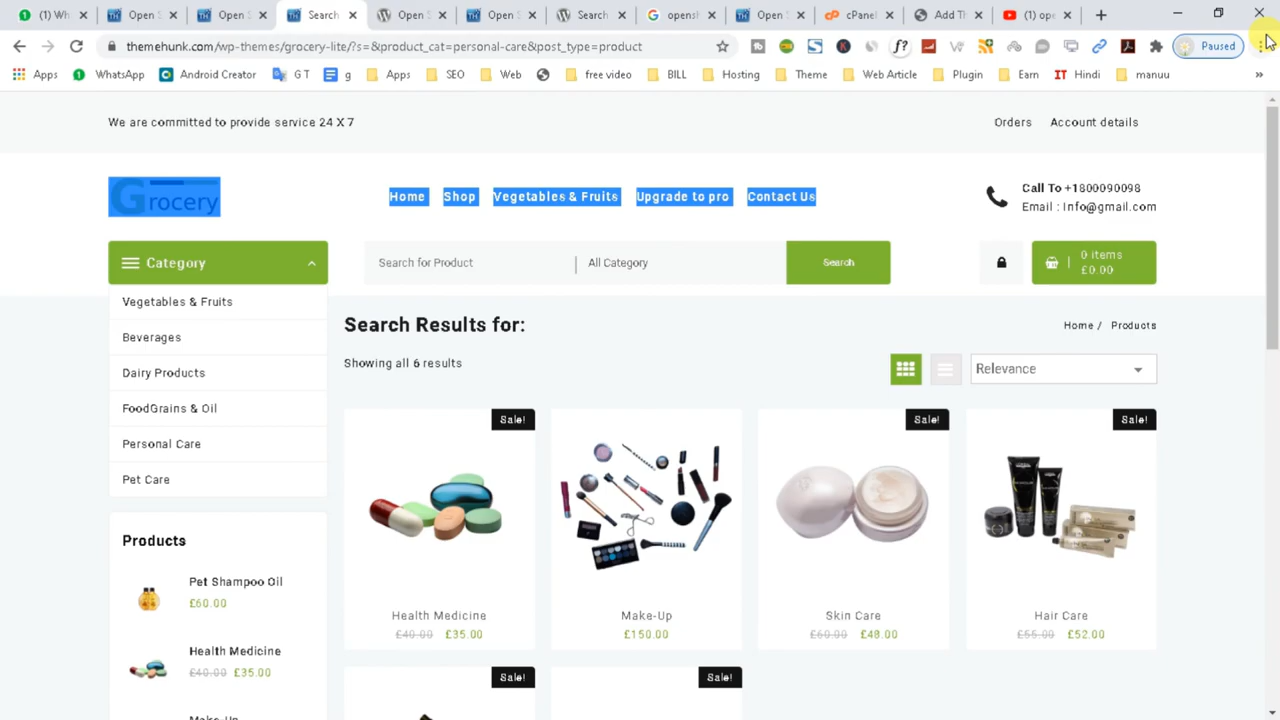 (1) Wh
Open S
Open S
Search
Open S
Open S
Search
opensh
Open S
cPanel
Add Th
(1) ope
themehunk.com/wp-themes/grocery-lite/?s=&product_cat=personal-care&post_type=product
f?
Paused
Apps
WhatsApp
Android Creator
G T
g
Apps
SEO
Web
free video
BILL
Hosting
Theme
Web Article
Plugin
Earn
IT Hindi
manuu
»
We are committed to provide service 24 X 7
Orders
Account details
Grocery
Home
Shop
Vegetables & Fruits
Upgrade to pro
Contact Us
Call To +1800090098
Email : Info@gmail.com
Category
Search for Product
All Category
Search
0 items
£0.00
Vegetables & Fruits
Beverages
Dairy Products
FoodGrains & Oil
Personal Care
Pet Care
Search Results for:
Home / Products
Showing all 6 results
Relevance
Sale!
Sale!
Sale!
Health Medicine
£40.00 £35.00
Make-Up
£150.00
Skin Care
£60.00 £48.00
Hair Care
£55.00 £52.00
Sale!
Sale!
Products
Pet Shampoo Oil
£60.00
Health Medicine
£40.00 £35.00
Make-Up